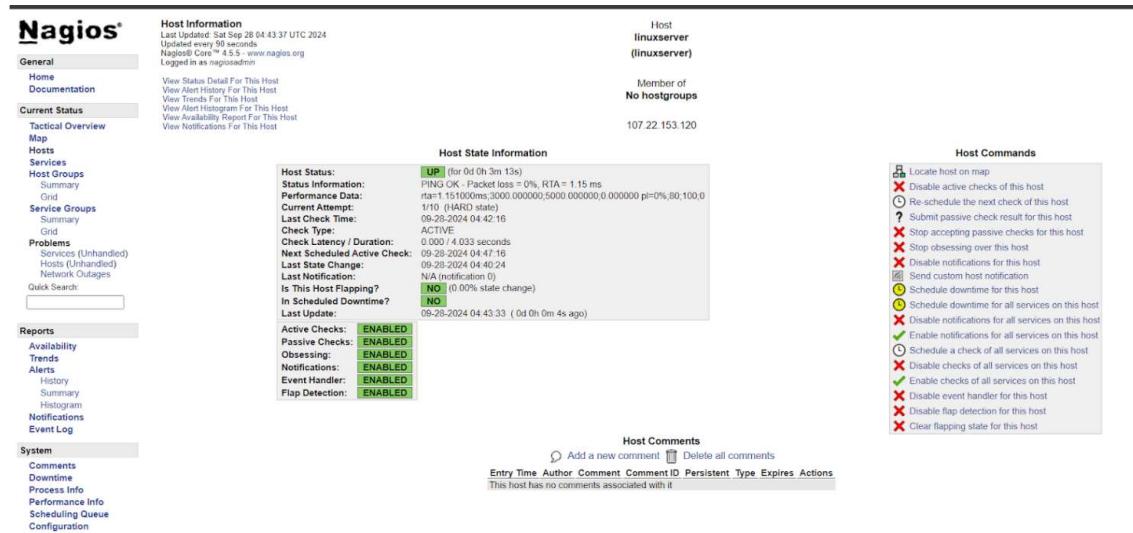 Nagios®
General
Home
Documentation
Current Status
Tactical Overview
Map
Hosts
Services
Host Groups
Summary
Grid
Service Groups
Summary
Grid
Problems
Services (Unhandled)
Hosts (Unhandled)
Network Outages
Quick Search:
Reports
Availability
Trends
Alerts
History
Summary
Histogram
Notifications
Event Log
System
Comments
Downtime
Process Info
Performance Info
Scheduling Queue
Configuration
Host Information
Last Updated: Sat Sep 28 04:43:37 UTC 2024
Updated every 90 seconds
Nagios® Core™ 4.5.5 - www.nagios.org
Logged in as nagiosadmin
View Status Detail For This Host
View Alert History For This Host
View Trends For This Host
View Alert Histogram For This Host
View Availability Report For This Host
View Notifications For This Host
Host
linuxserver
(linuxserver)
Member of
No hostgroups
107.22.153.120
Host State Information
Host Status: UP (for 0d 0h 3m 13s)
Status Information: PING OK - Packet loss = 0%, RTA = 1.15 ms
Performance Data: rta=1.151000ms;3000.000000;5000.000000;0.000000 pl=0%;80;100;0
Current Attempt: 1/10 (HARD state)
Last Check Time: 09-28-2024 04:42:16
Check Type: ACTIVE
Check Latency / Duration: 0.000 / 4.033 seconds
Next Scheduled Active Check: 09-28-2024 04:47:16
Last State Change: 09-28-2024 04:40:24
Last Notification: N/A (notification 0)
Is This Host Flapping? NO (0.00% state change)
In Scheduled Downtime? NO
Last Update: 09-28-2024 04:43:33 ( 0d 0h 0m 4s ago)
Active Checks: ENABLED
Passive Checks: ENABLED
Obsessing: ENABLED
Notifications: ENABLED
Event Handler: ENABLED
Flap Detection: ENABLED
Host Commands
Locate host on map
Disable active checks of this host
Re-schedule the next check of this host
Submit passive check result for this host
Stop accepting passive checks for this host
Stop obsessing over this host
Disable notifications for this host
Send custom host notification
Schedule downtime for this host
Schedule downtime for all services on this host
Disable notifications for all services on this host
Enable notifications for all services on this host
Schedule a check of all services on this host
Disable checks of all services on this host
Enable checks of all services on this host
Disable event handler for this host
Disable flap detection for this host
Clear flapping state for this host
Host Comments
Add a new comment Delete all comments
Entry Time Author Comment Comment ID Persistent Type Expires Actions
This host has no comments associated with it